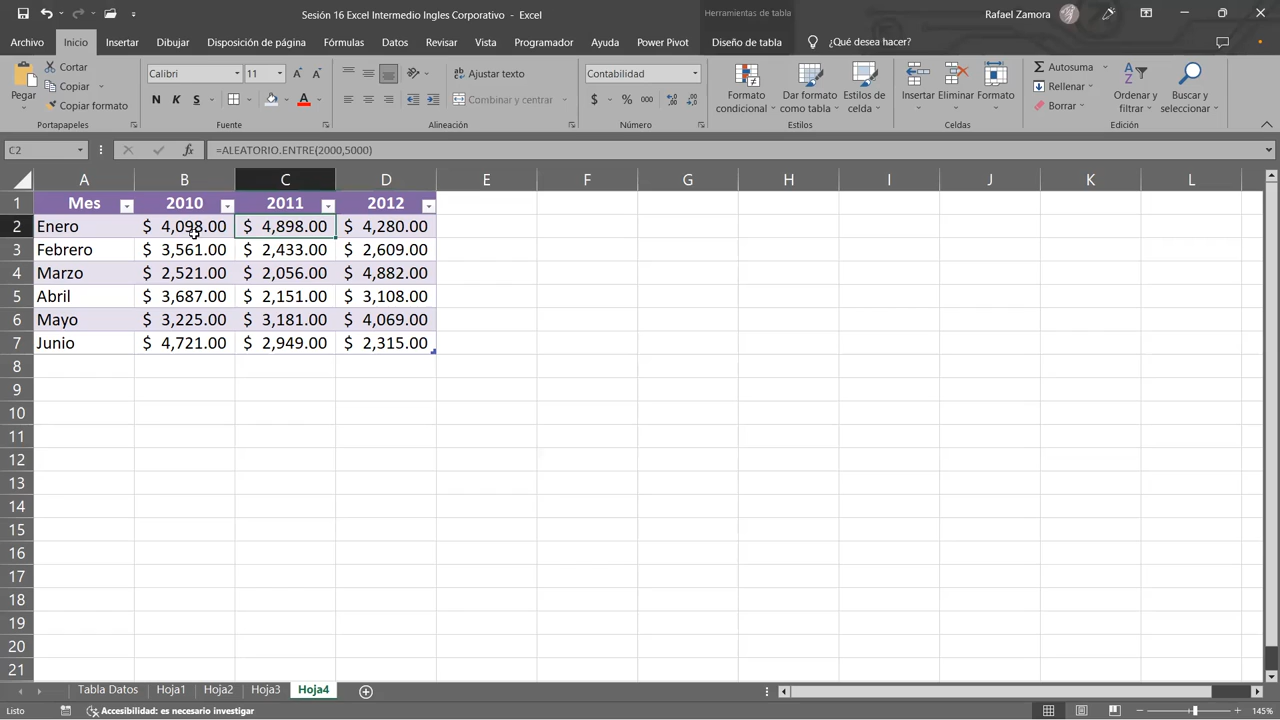 Sesión 16 Excel Intermedio Ingles Corporativo - Excel
Herramientas de tabla
Rafael Zamora
Archivo Inicio Insertar Dibujar Disposición de página Fórmulas Datos Revisar Vista Programador Ayuda Power Pivot Diseño de tabla ¿Qué desea hacer?
Pegar
Cortar
Copiar
Copiar formato
Portapapeles
Calibri 11
N K S
Fuente
Ajustar texto
Combinar y centrar
Alineación
Contabilidad
$ % 000
Número
Formato condicional
Dar formato como tabla
Estilos de celda
Estilos
Insertar Eliminar Formato
Celdas
Autosuma
Rellenar
Borrar
Ordenar y filtrar
Buscar y seleccionar
Edición
C2 fx =ALEATORIO.ENTRE(2000,5000)
A B C D E F G H I J K L
1 Mes 2010 2011 2012
2 Enero $ 4,098.00 $ 4,898.00 $ 4,280.00
3 Febrero $ 3,561.00 $ 2,433.00 $ 2,609.00
4 Marzo $ 2,521.00 $ 2,056.00 $ 4,882.00
5 Abril $ 3,687.00 $ 2,151.00 $ 3,108.00
6 Mayo $ 3,225.00 $ 3,181.00 $ 4,069.00
7 Junio $ 4,721.00 $ 2,949.00 $ 2,315.00
8
9
10
11
12
13
14
15
16
17
18
19
20
21
Tabla Datos Hoja1 Hoja2 Hoja3 Hoja4
Listo Accesibilidad: es necesario investigar 145%